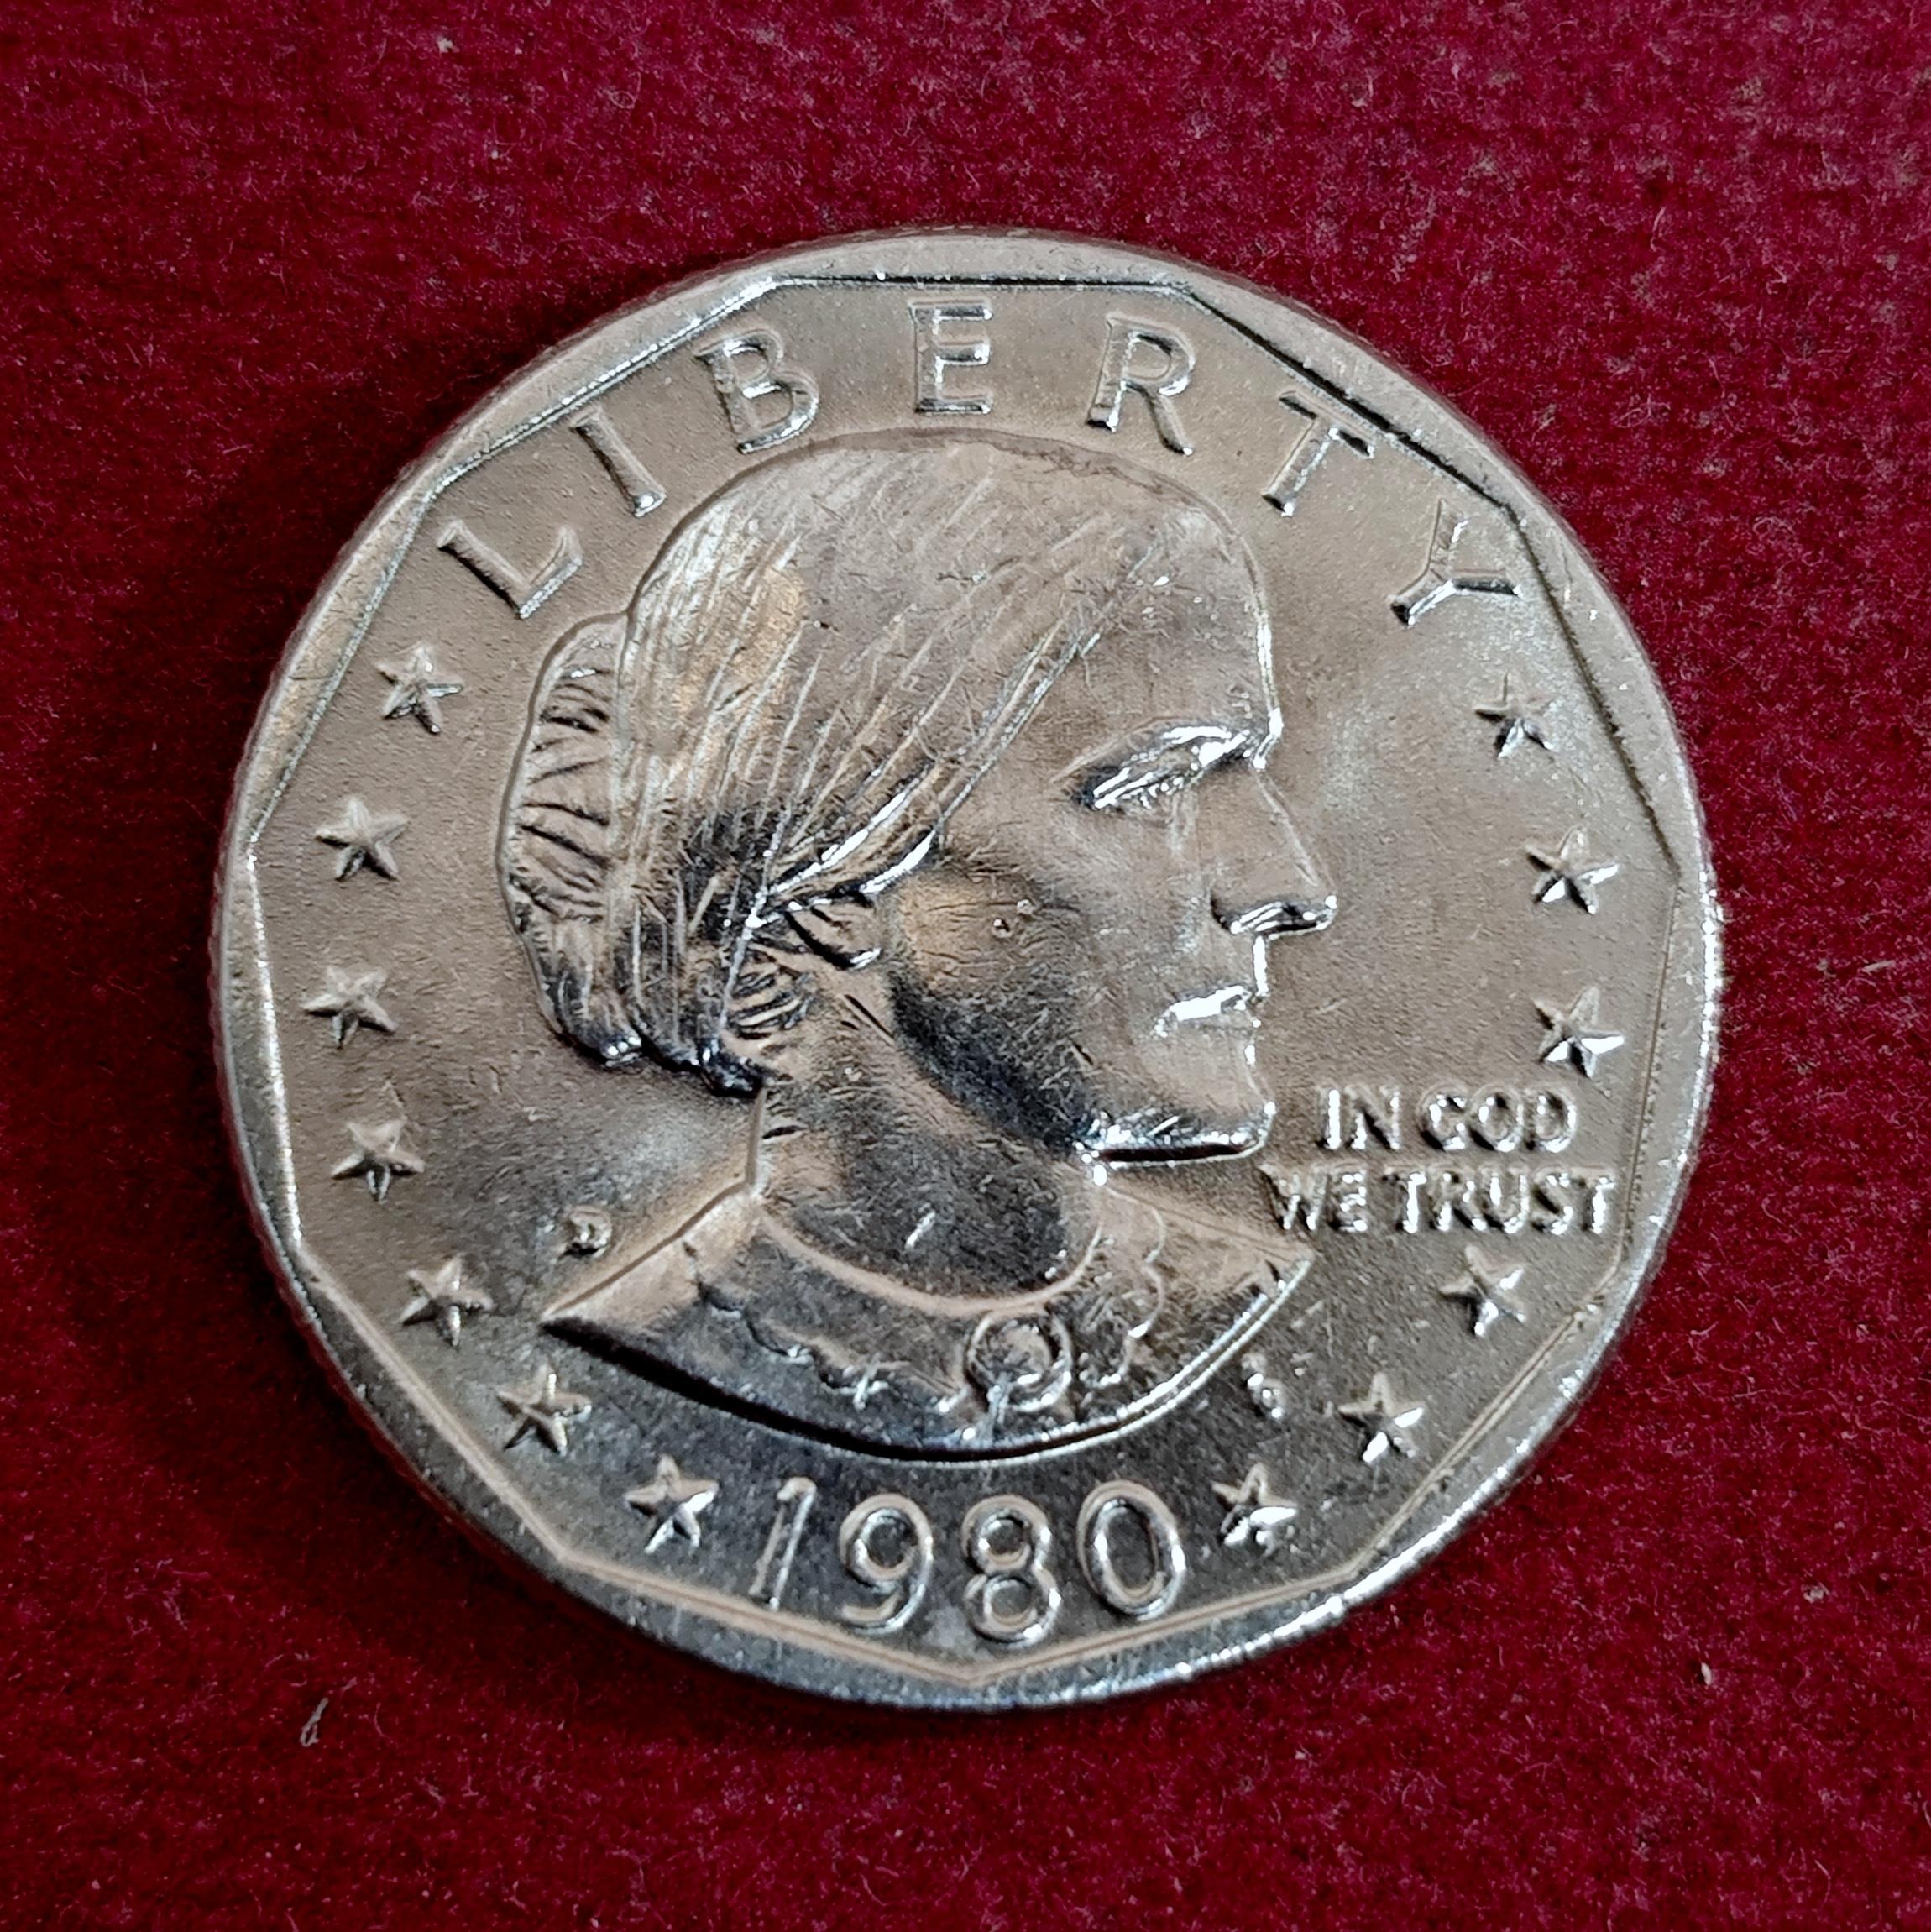 LIBERTY
IN GOD
WE TRUST
1980